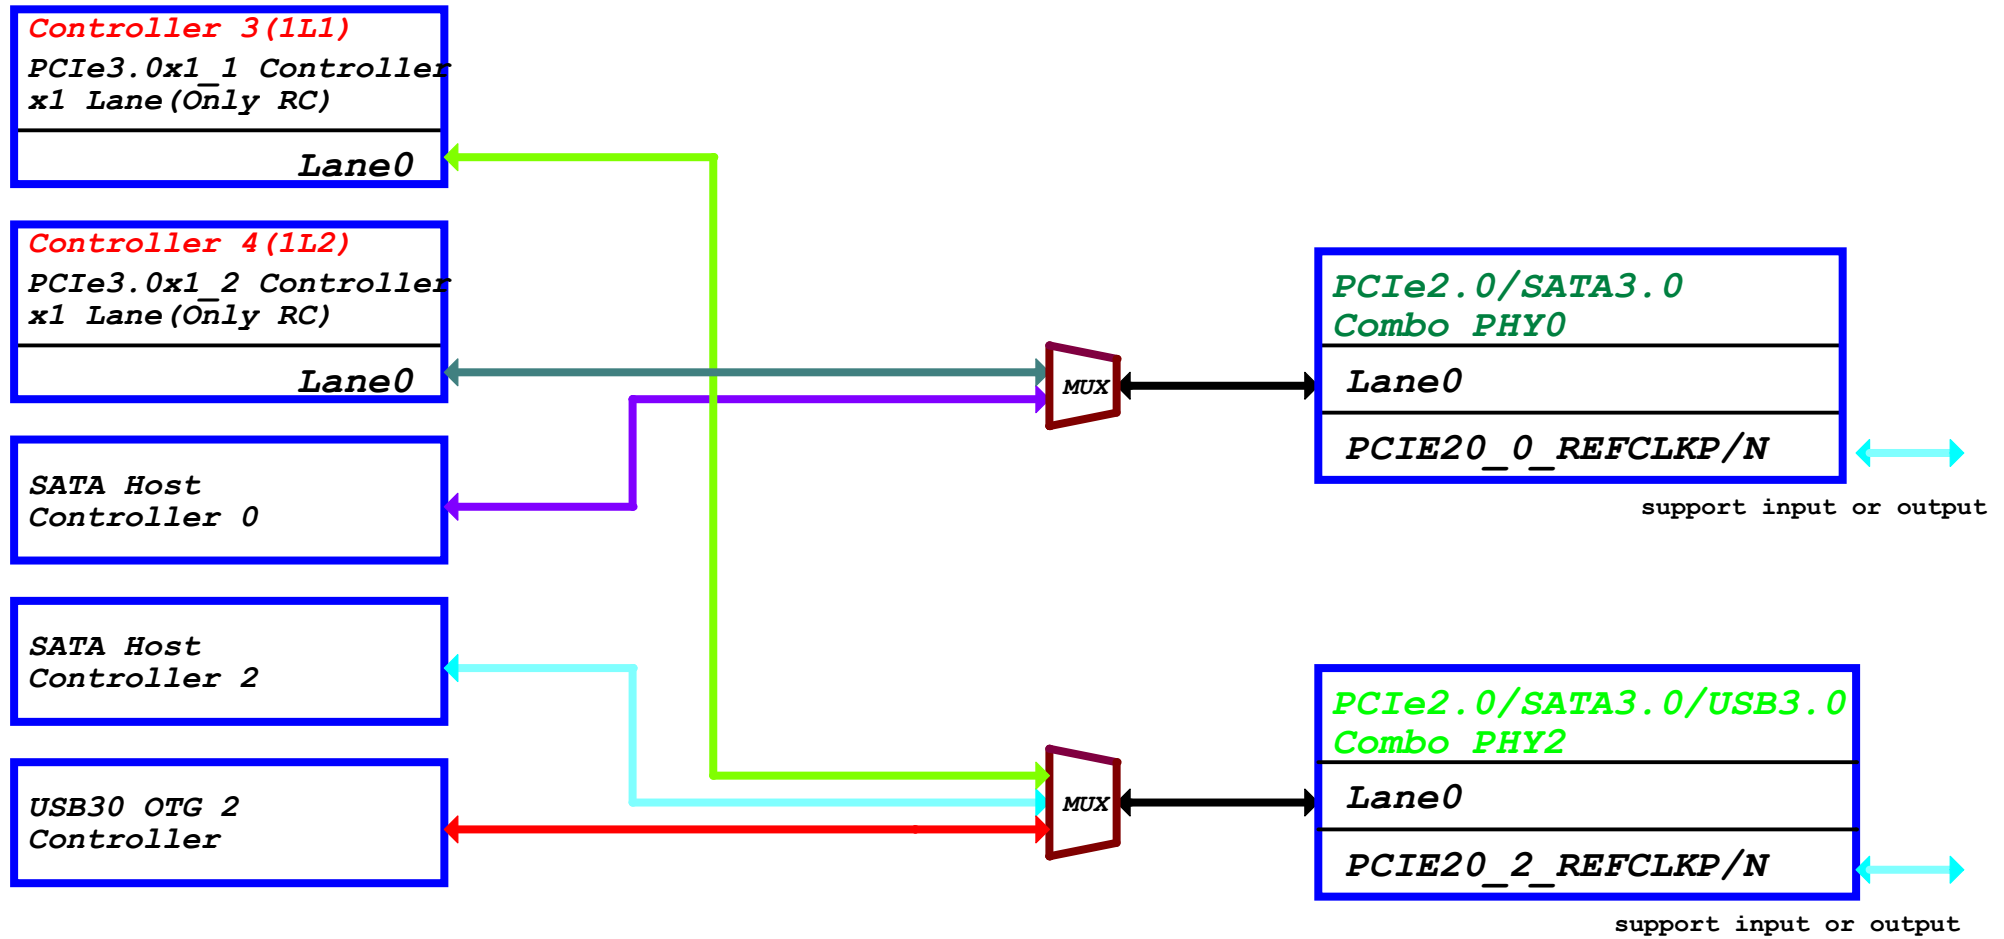 Controller 3(1L1)
PCIe3.0x1_1 Controller
x1 Lane(Only RC)
Lane0
Controller 4(1L2)
PCIe3.0x1_2 Controller
x1 Lane(Only RC)
Lane0
SATA Host
Controller 0
SATA Host
Controller 2
USB30 OTG 2
Controller
MUX
MUX
PCIe2.0/SATA3.0
Combo PHY0
Lane0
PCIE20_0_REFCLKP/N
support input or output
PCIe2.0/SATA3.0/USB3.0
Combo PHY2
Lane0
PCIE20_2_REFCLKP/N
support input or output